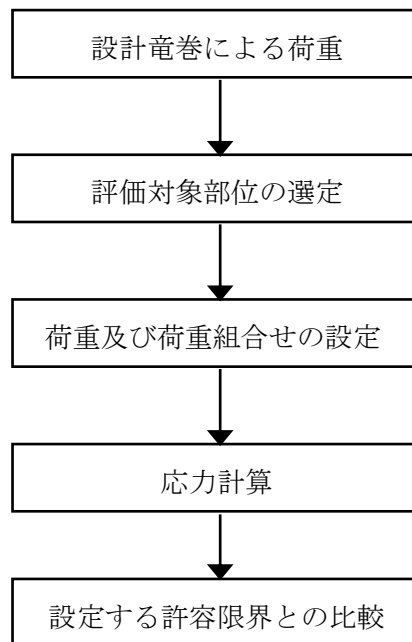 設計竜巻による荷重
評価対象部位の選定
荷重及び荷重組合せの設定
応力計算
設定する許容限界との比較